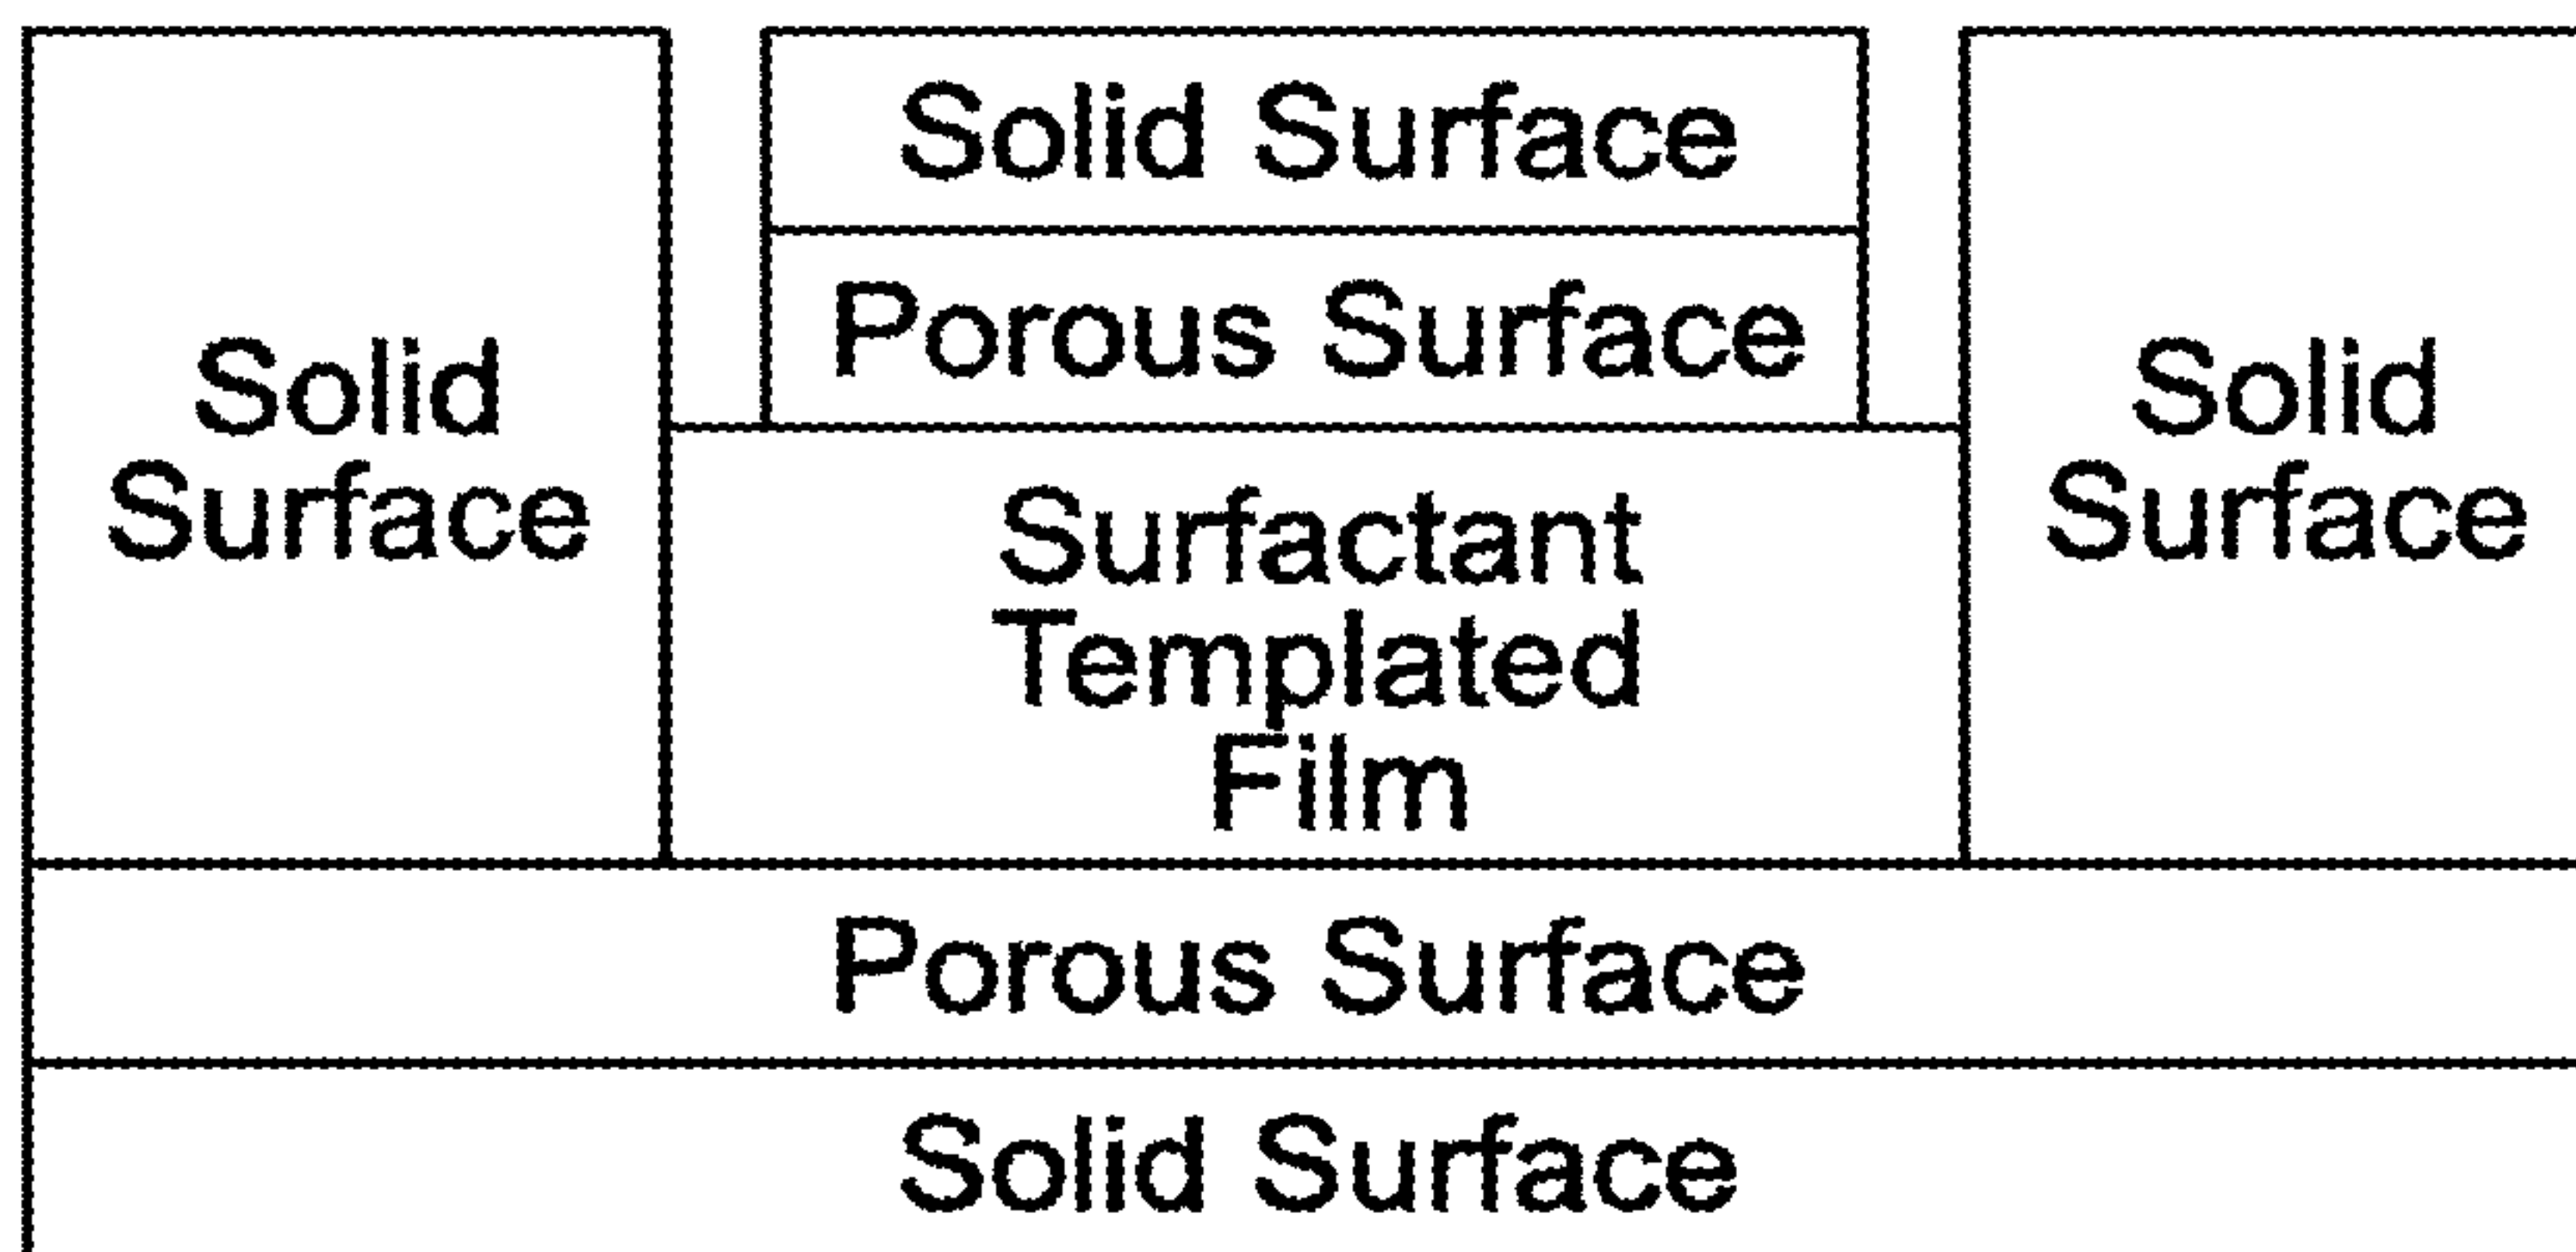 Solid Surface
Porous Surface
Solid
Surface
Solid
Surface
Surfactant
Templated
Film
Porous Surface
Solid Surface